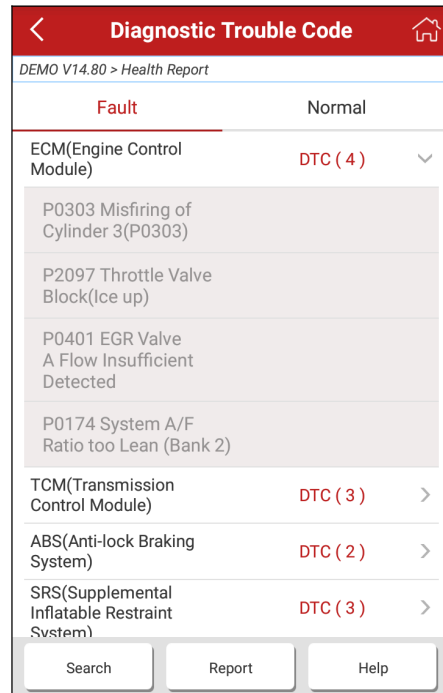 Diagnostic Trouble Code
DEMO V14.80 > Health Report
Fault
Normal
ECM(Engine Control
Module)
DTC ( 4 )
P0303 Misfiring of
Cylinder 3(P0303)
P2097 Throttle Valve
Block(Ice up)
P0401 EGR Valve
A Flow Insufficient
Detected
P0174 System A/F
Ratio too Lean (Bank 2)
TCM(Transmission
Control Module)
DTC ( 3 )
ABS(Anti-lock Braking
System)
DTC ( 2 )
SRS(Supplemental
Inflatable Restraint
System)
DTC ( 3 )
Search
Report
Help